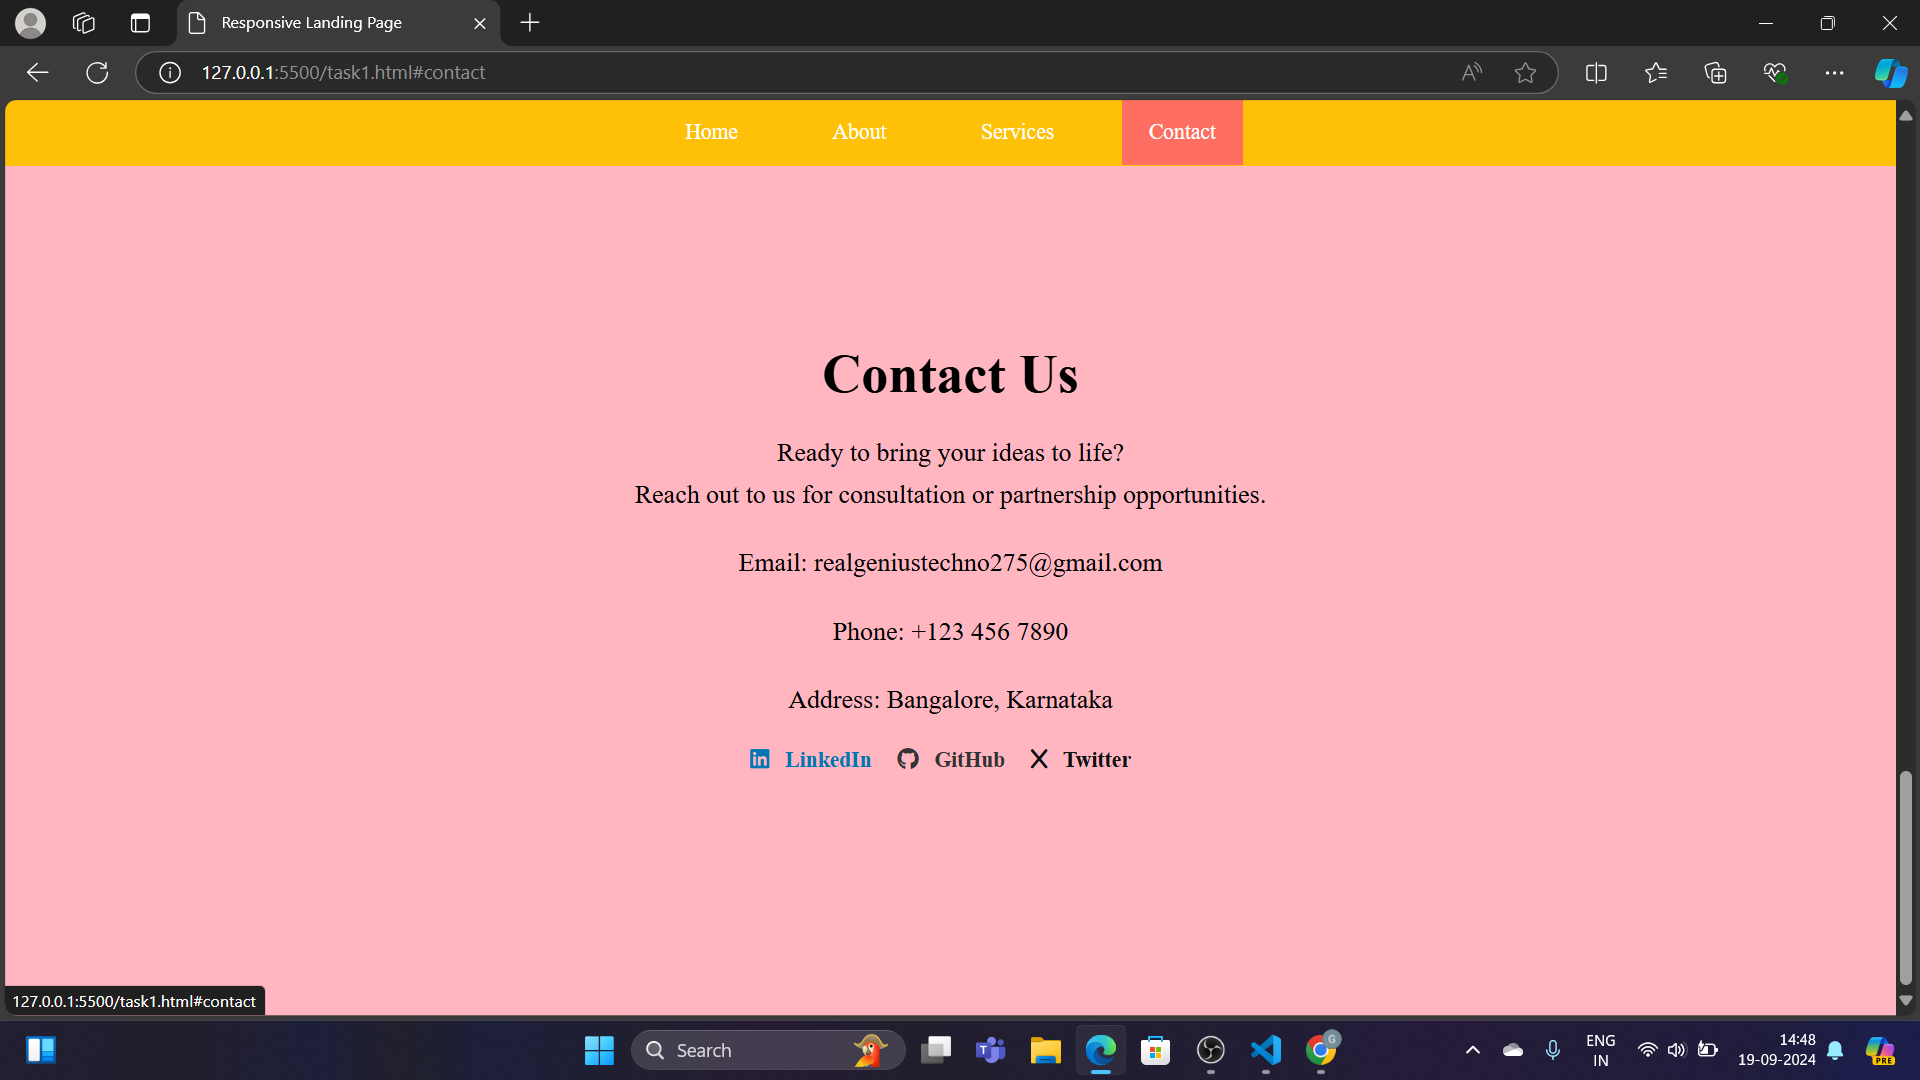 Responsive Landing Page
127.0.0.1:5500/task1.html#contact
Home About Services Contact
Contact Us
Ready to bring your ideas to life?
Reach out to us for consultation or partnership opportunities.
Email: realgeniustechno275@gmail.com
Phone: +123 456 7890
Address: Bangalore, Karnataka
LinkedIn GitHub Twitter
127.0.0.1:5500/task1.html#contact
Search
ENG
IN
14:48
19-09-2024
PRE